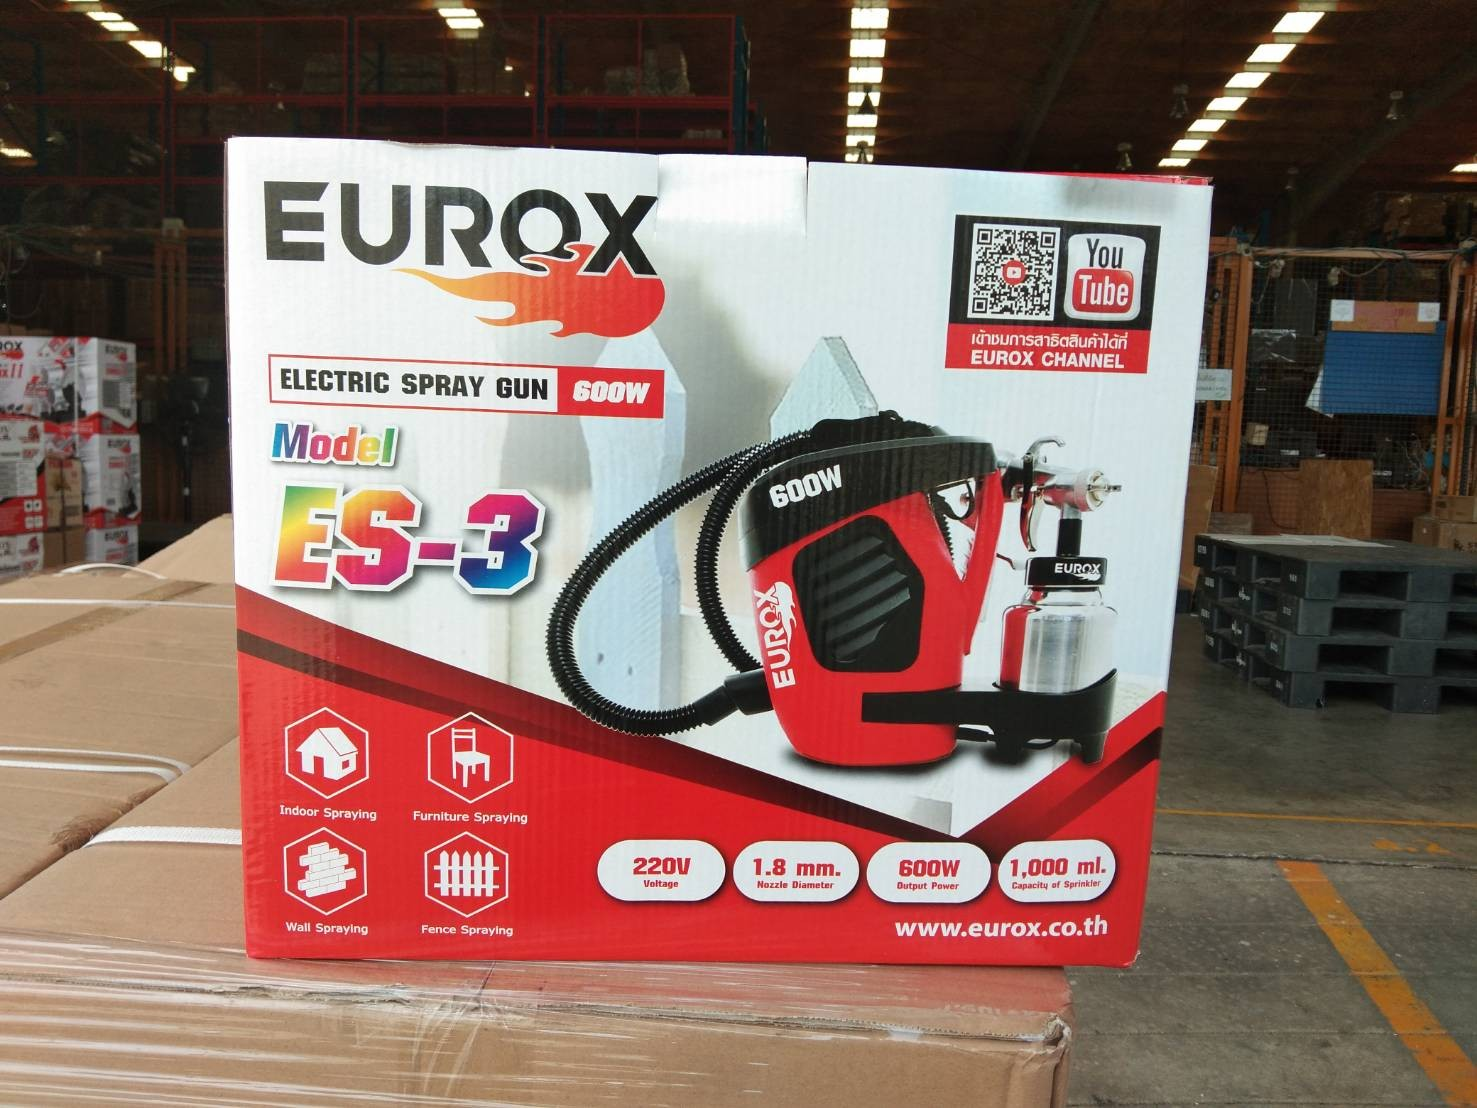 EUROX
ELECTRIC SPRAY GUN 600W
Model
ES-3
You
Tube
เข้าชมการสาธิตสินค้าได้ที่
EUROX CHANNEL
600W
EUROX
EUROX
Indoor Spraying
Furniture Spraying
Wall Spraying
Fence Spraying
220V
Voltage
1.8 mm.
Nozzle Diameter
600W
Output Power
1,000 ml.
Capacity of Sprinkler
www.eurox.co.th